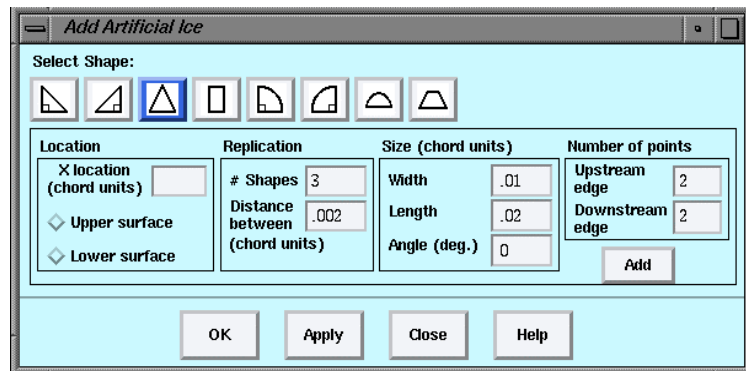 Add Artificial Ice
Select Shape:
Location
X location
(chord units)
Upper surface
Lower surface
Replication
# Shapes 3
Distance
between .002
(chord units)
Size (chord units)
Width .01
Length .02
Angle (deg.) 0
Number of points
Upstream
edge 2
Downstream
edge 2
Add
OK Apply Close Help